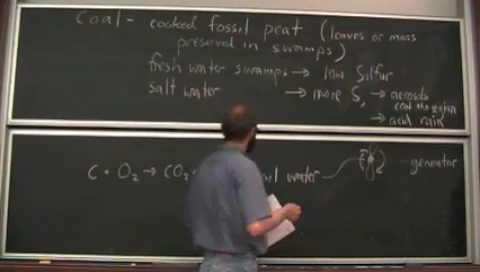 Coal - cooked fossil peat (leaves or moss
preserved in swamps)
fresh water swamps → low Sulfur
salt water → more S, → aerosols
cool the region
→ acid rain
C + O₂ → CO₂ + water generator